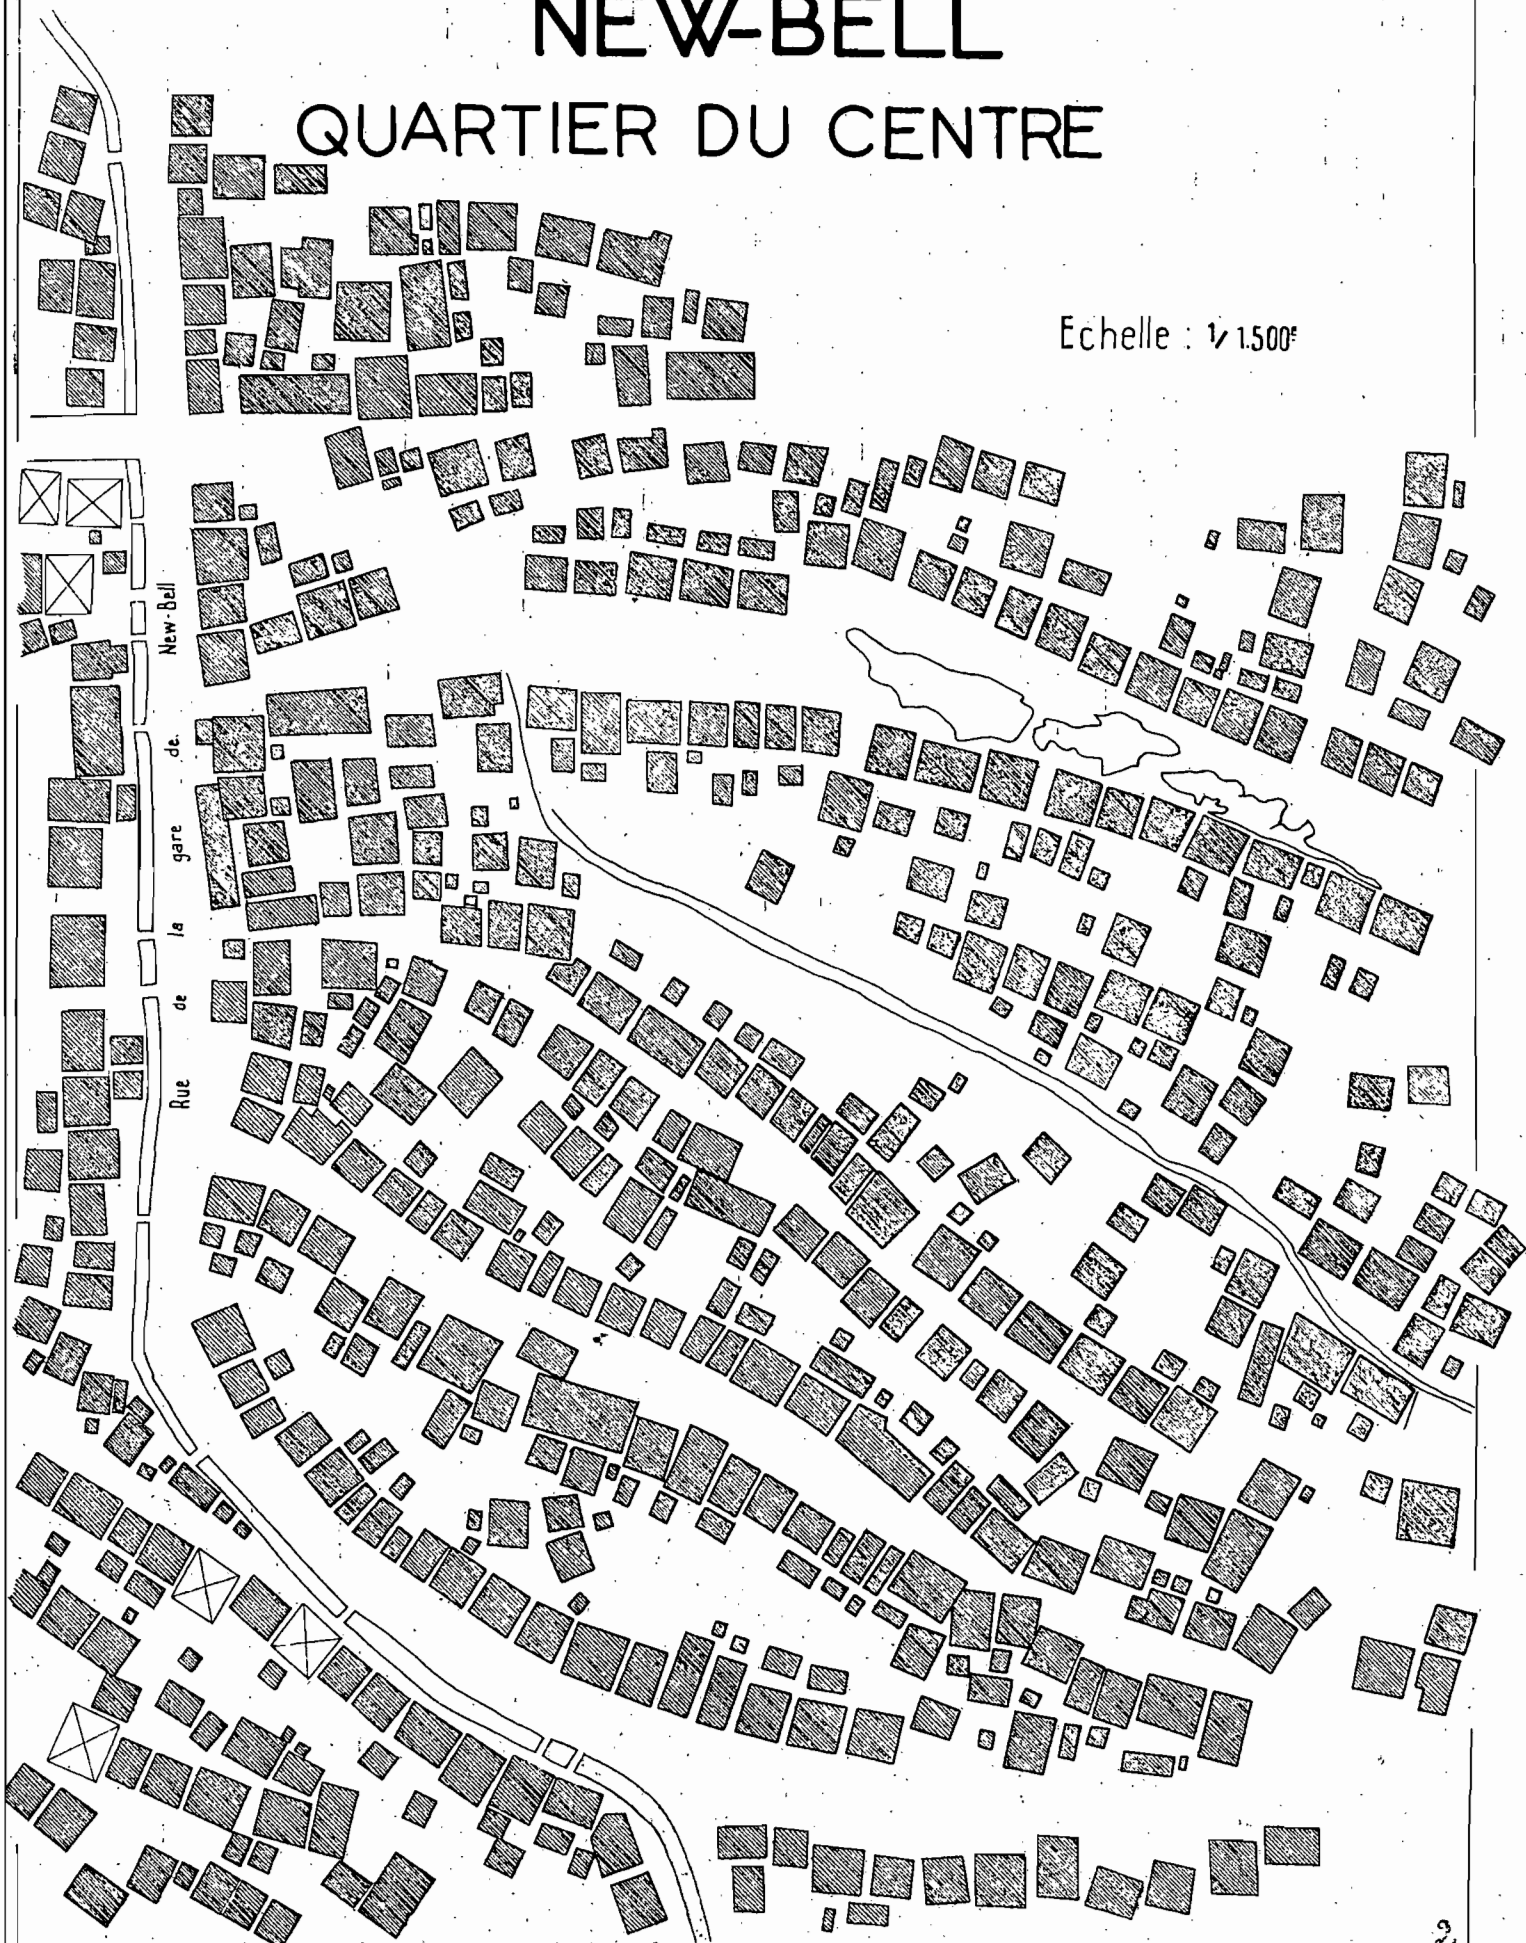 NEW-BELL
QUARTIER DU CENTRE
Echelle : 1/ 1.500e
Rue de la gare de New-Bell